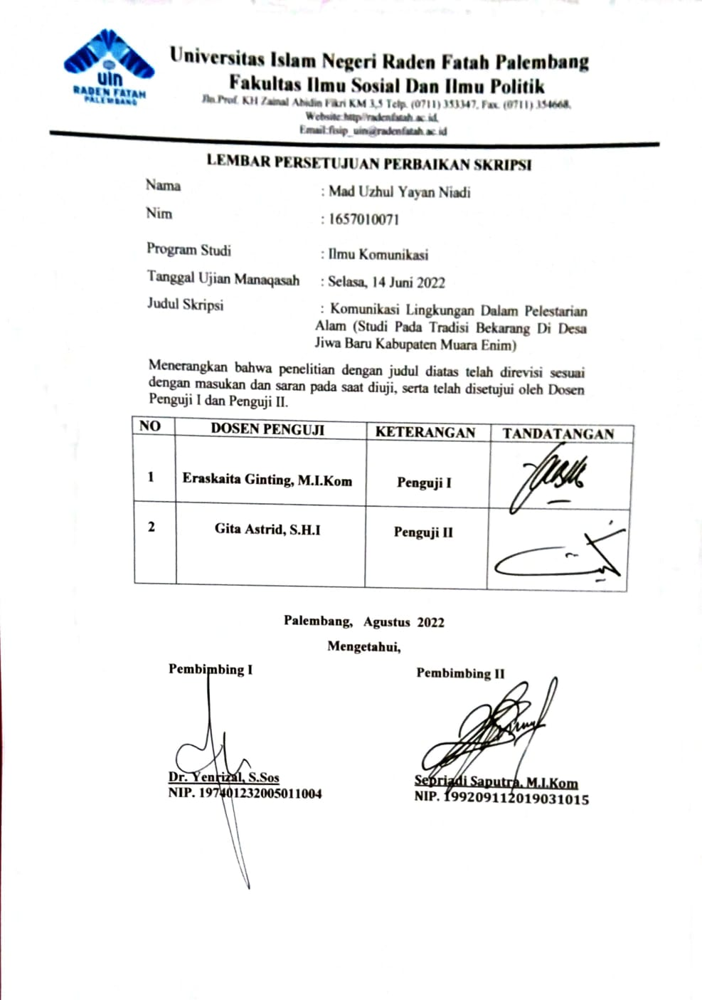 uin
RADEN FATAH
PALEMBANG
Universitas Islam Negeri Raden Fatah Palembang
Fakultas Ilmu Sosial Dan Ilmu Politik
Jln.Prof. KH Zainal Abidin Fikri KM 3,5 Telp. (0711) 353347, Fax. (0711) 354668,
Website:http//radenfatah.ac.id,
Email:fisip_uin@radenfatah.ac.id
LEMBAR PERSETUJUAN PERBAIKAN SKRIPSI
Nama : Mad Uzhul Yayan Niadi
Nim : 1657010071
Program Studi : Ilmu Komunikasi
Tanggal Ujian Manaqasah : Selasa, 14 Juni 2022
Judul Skripsi : Komunikasi Lingkungan Dalam Pelestarian
Alam (Studi Pada Tradisi Bekarang Di Desa
Jiwa Baru Kabupaten Muara Enim)
Menerangkan bahwa penelitian dengan judul diatas telah direvisi sesuai
dengan masukan dan saran pada saat diuji, serta telah disetujui oleh Dosen
Penguji I dan Penguji II.
NO DOSEN PENGUJI KETERANGAN TANDATANGAN
1 Eraskaita Ginting, M.I.Kom Penguji I
2 Gita Astrid, S.H.I Penguji II
Palembang, Agustus 2022
Mengetahui,
Pembimbing I Pembimbing II
Dr. Yenrizal, S.Sos Sepriadi Saputra, M.I.Kom
NIP. 197401232005011004 NIP. 199209112019031015